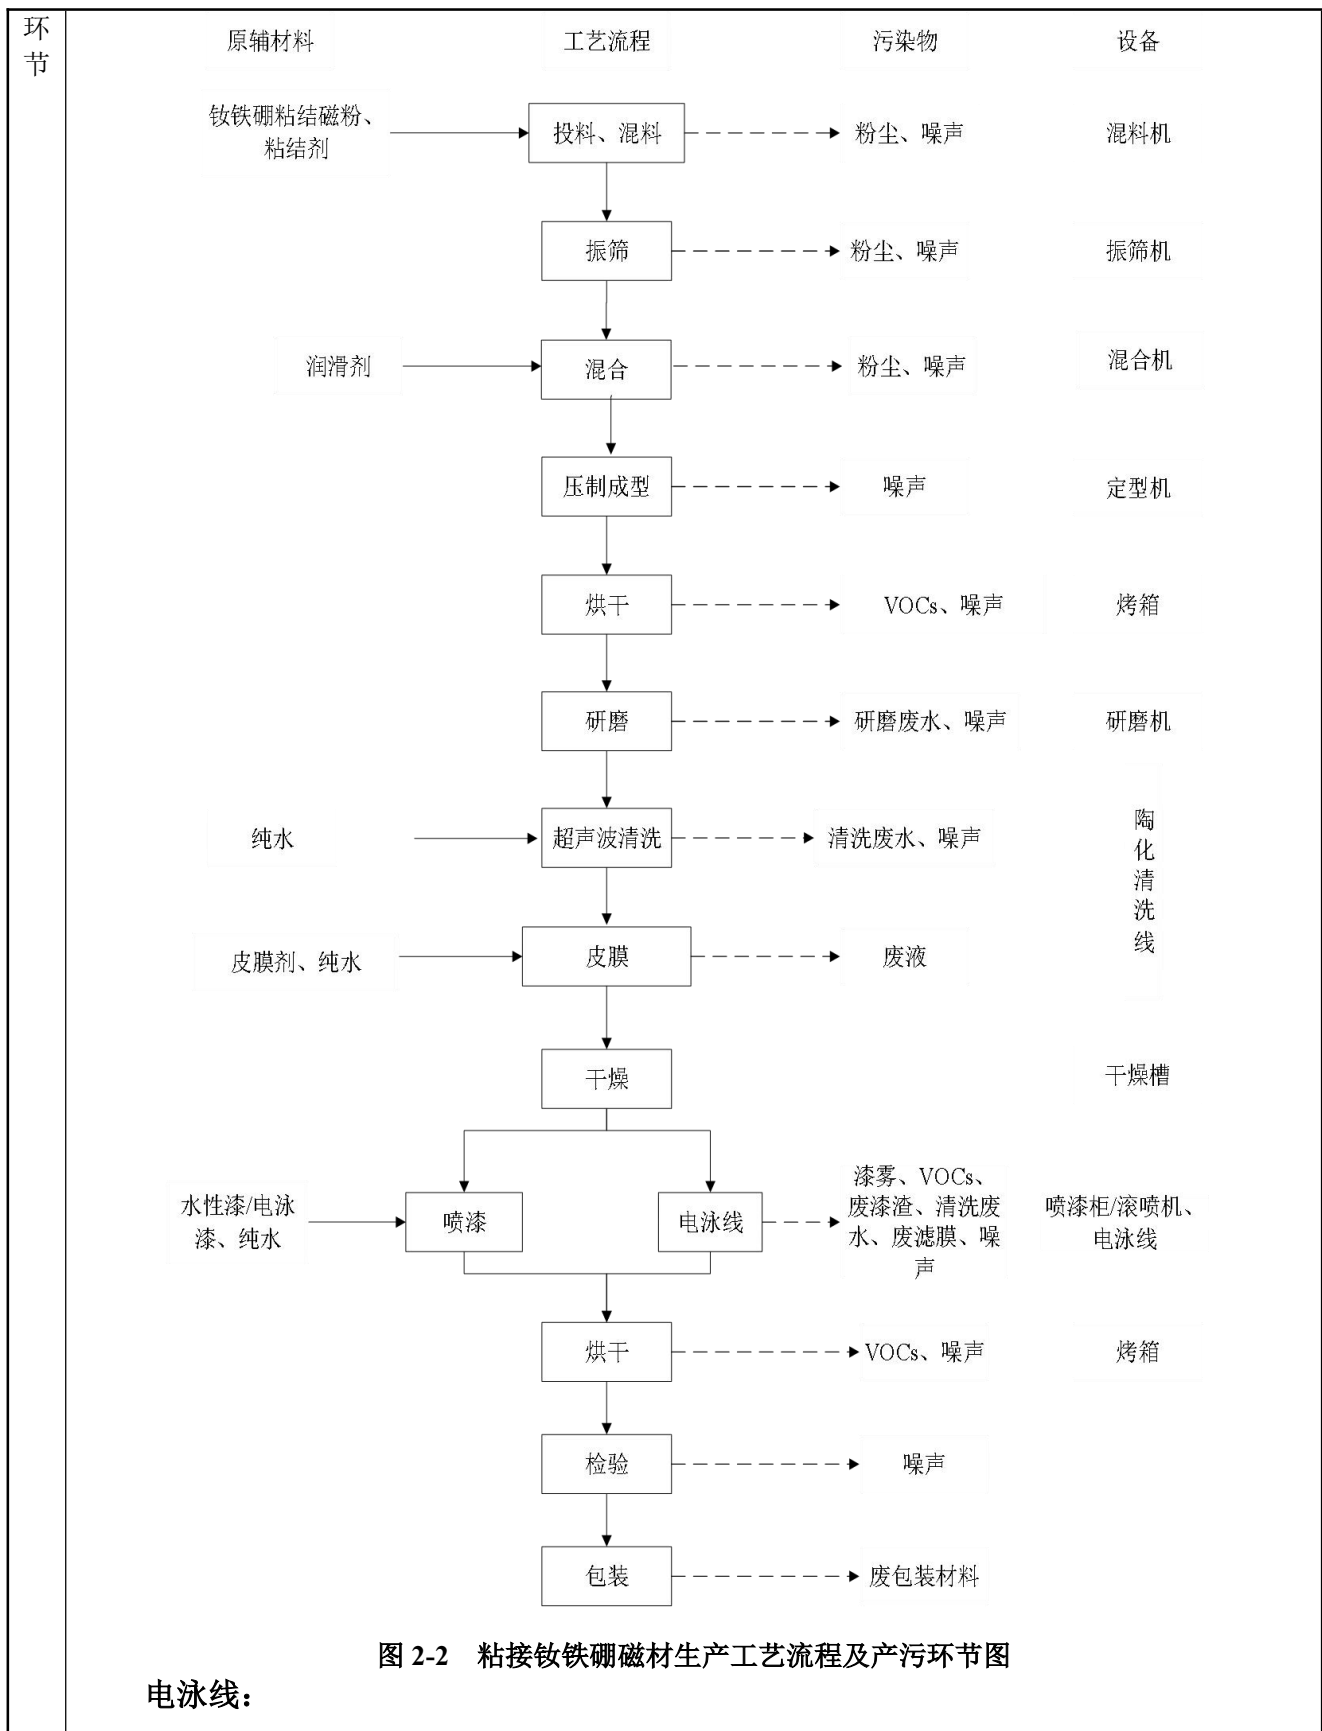 环
节
原辅材料 工艺流程 污染物 设备
钕铁硼粘结磁粉、
粘结剂
投料、混料 粉尘、噪声 混料机
振筛 粉尘、噪声 振筛机
润滑剂 混合 粉尘、噪声 混合机
压制成型 噪声 定型机
烘干 VOCs、噪声 烤箱
研磨 研磨废水、噪声 研磨机
纯水 超声波清洗 清洗废水、噪声
陶
化
清
洗
线
皮膜剂、纯水 皮膜 废液
干燥 干燥槽
水性漆/电泳
漆、纯水
喷漆 电泳线
漆雾、VOCs、
废漆渣、清洗废
水、废滤膜、噪
声
喷漆柜/滚喷机、
电泳线
烘干 VOCs、噪声 烤箱
检验 噪声
包装 废包装材料
图 2-2 粘接钕铁硼磁材生产工艺流程及产污环节图
电泳线：